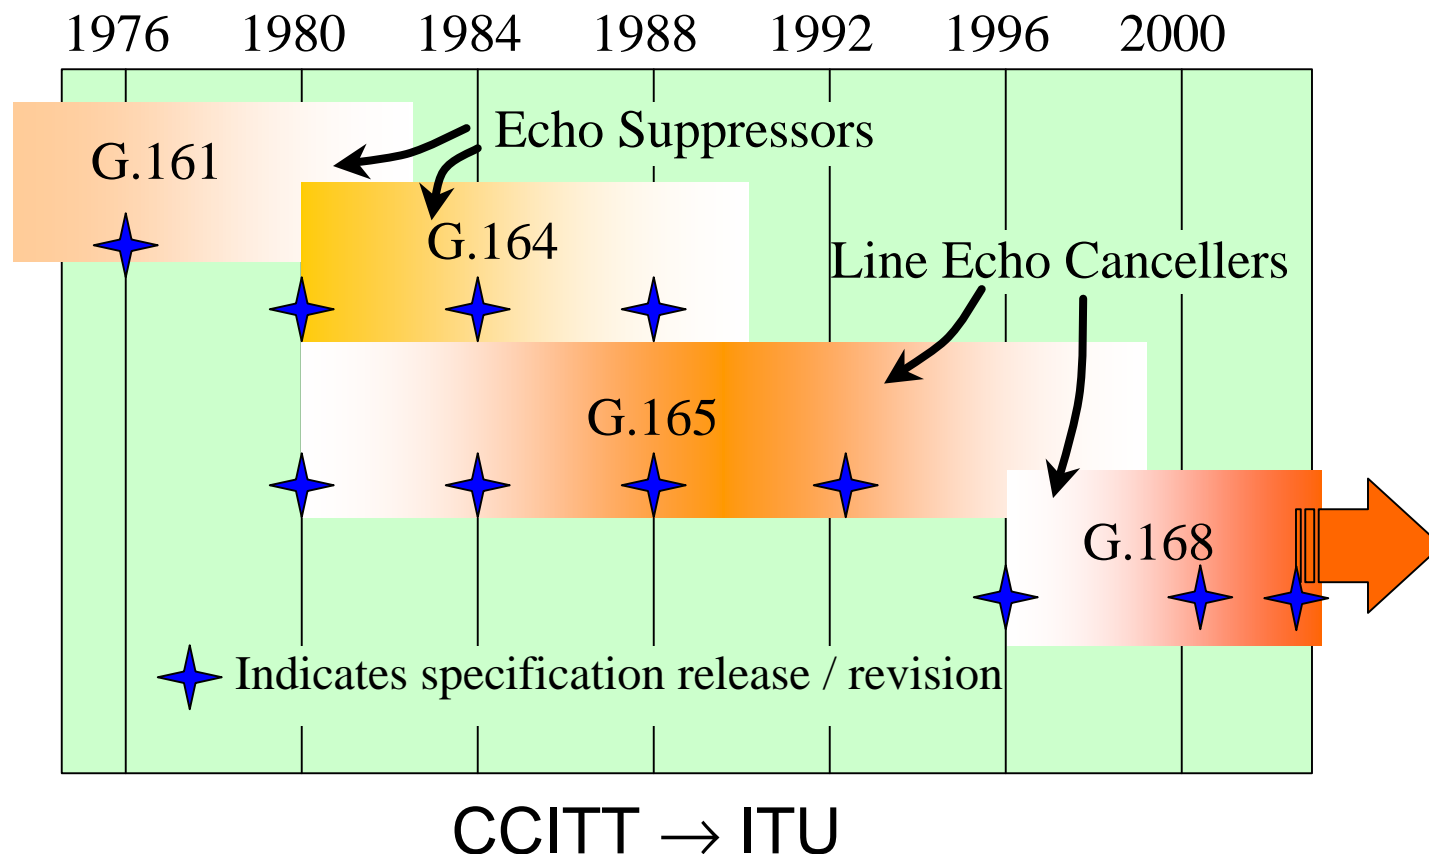 1976 1980 1984 1988 1992 1996 2000
Echo Suppressors
G.161
G.164
Line Echo Cancellers
G.165
G.168
Indicates specification release / revision
CCITT → ITU